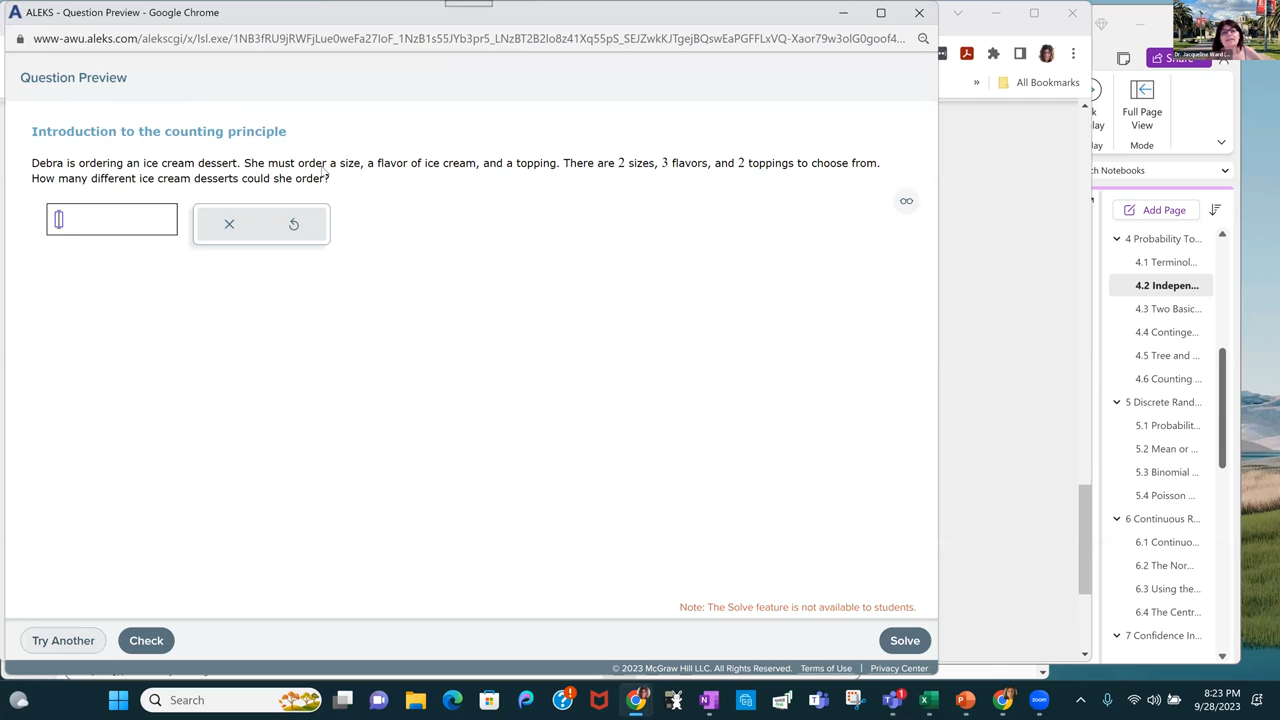 ALEKS - Question Preview - Google Chrome
Question Preview
All Bookmarks
Introduction to the counting principle
Debra is ordering an ice cream dessert. She must order a size, a flavor of ice cream, and a topping. There are 2 sizes, 3 flavors, and 2 toppings to choose from.
How many different ice cream desserts could she order?
Note: The Solve feature is not available to students.
Try Another
Check
Solve
© 2023 McGraw Hill LLC. All Rights Reserved. Terms of Use | Privacy Center
Share
Full Page
View
Mode
Add Page
4 Probability To...
4.1 Terminol...
4.2 Indepen...
4.3 Two Basic...
4.4 Continge...
4.5 Tree and ...
4.6 Counting ...
5 Discrete Rand...
5.1 Probabilit...
5.2 Mean or ...
5.3 Binomial ...
5.4 Poisson ...
6 Continuous R...
6.1 Continuo...
6.2 The Nor...
6.3 Using the...
6.4 The Centr...
7 Confidence In...
Search
8:23 PM
9/28/2023